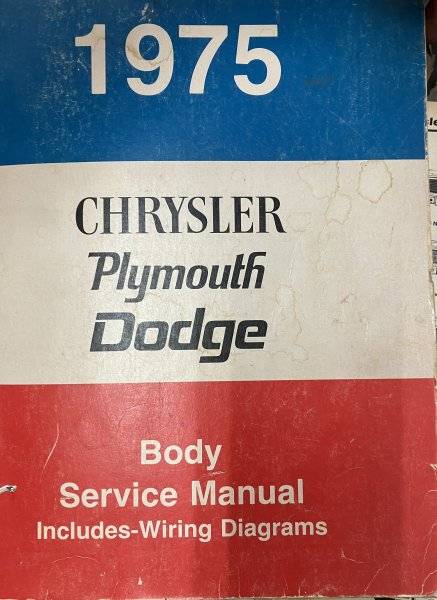 1975
CHRYSLER
Plymouth
Dodge
Body
Service Manual
Includes-Wiring Diagrams